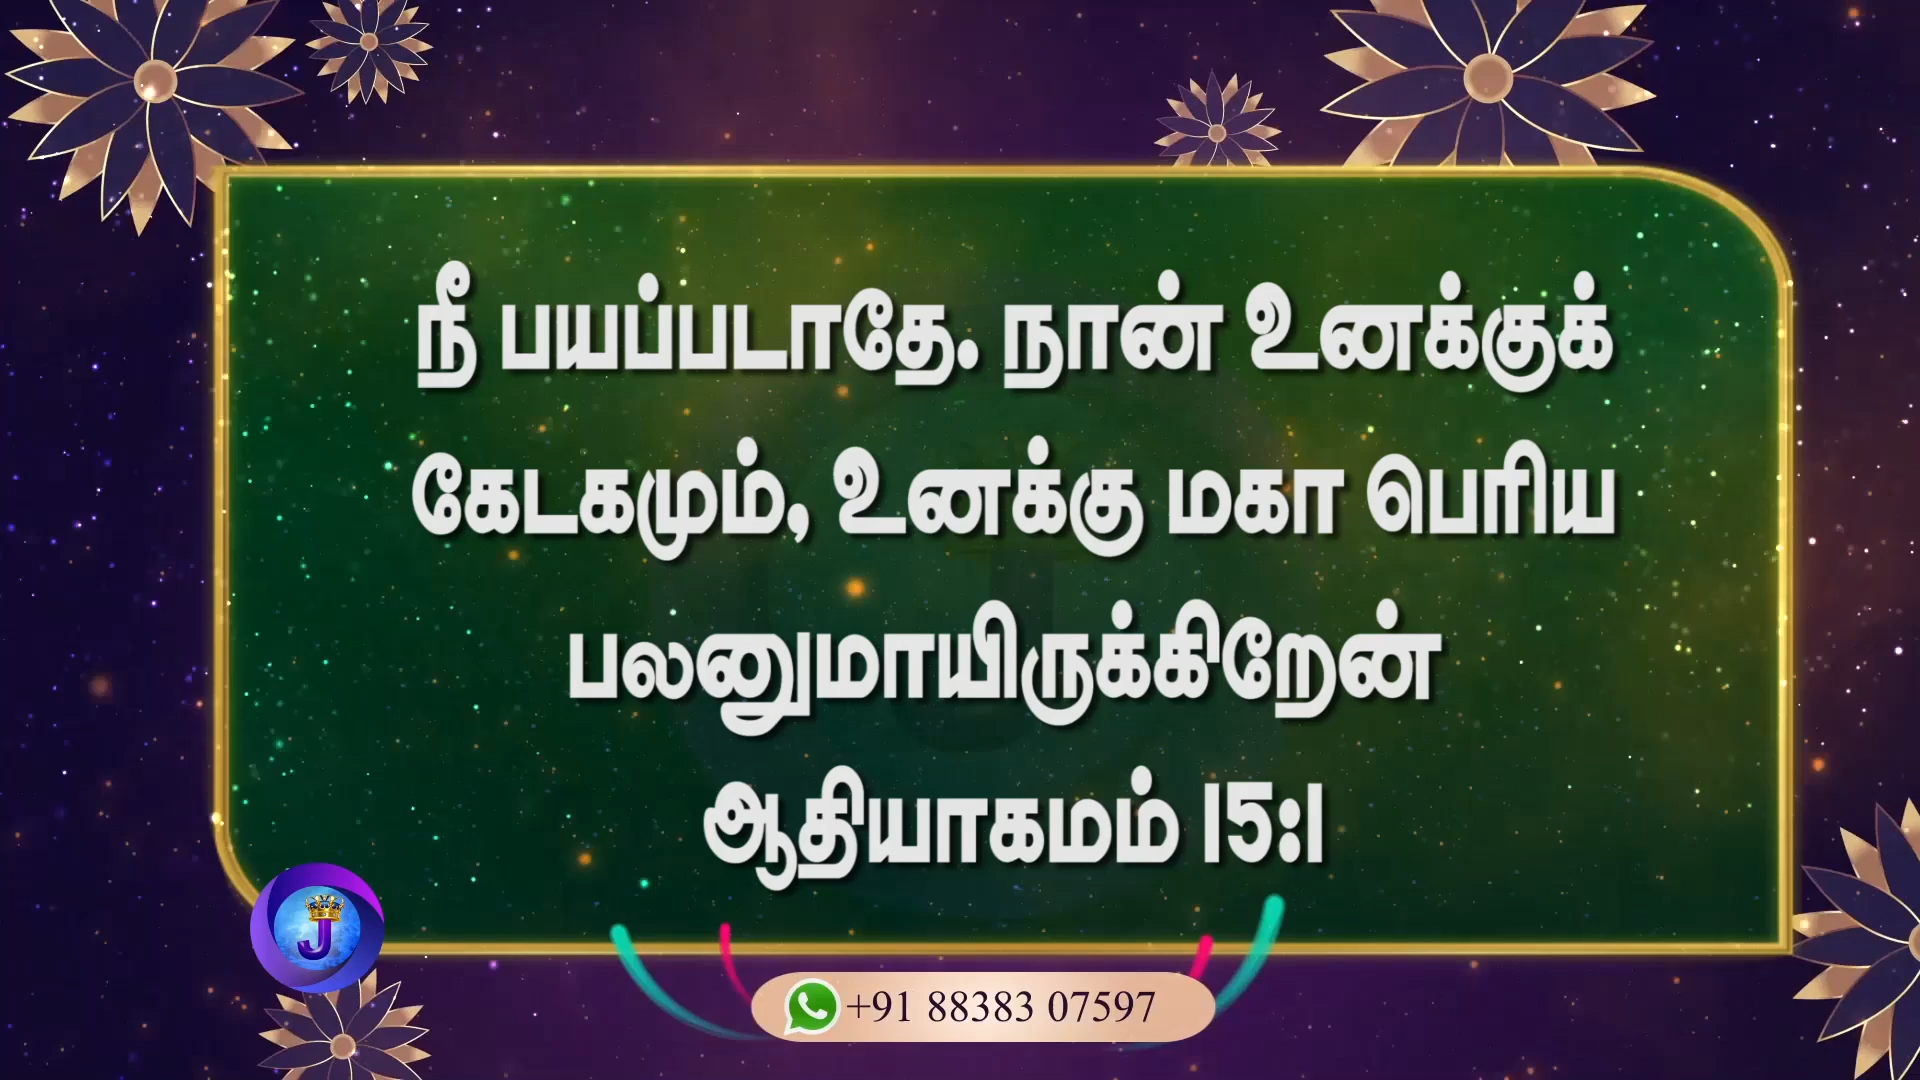 நீ பயப்படாதே. நான் உனக்குக்
கேடகமும், உனக்கு மகா பெரிய
பலனுமாயிருக்கிறேன்
ஆதியாகமம் 15:1
J
+91 88383 07597